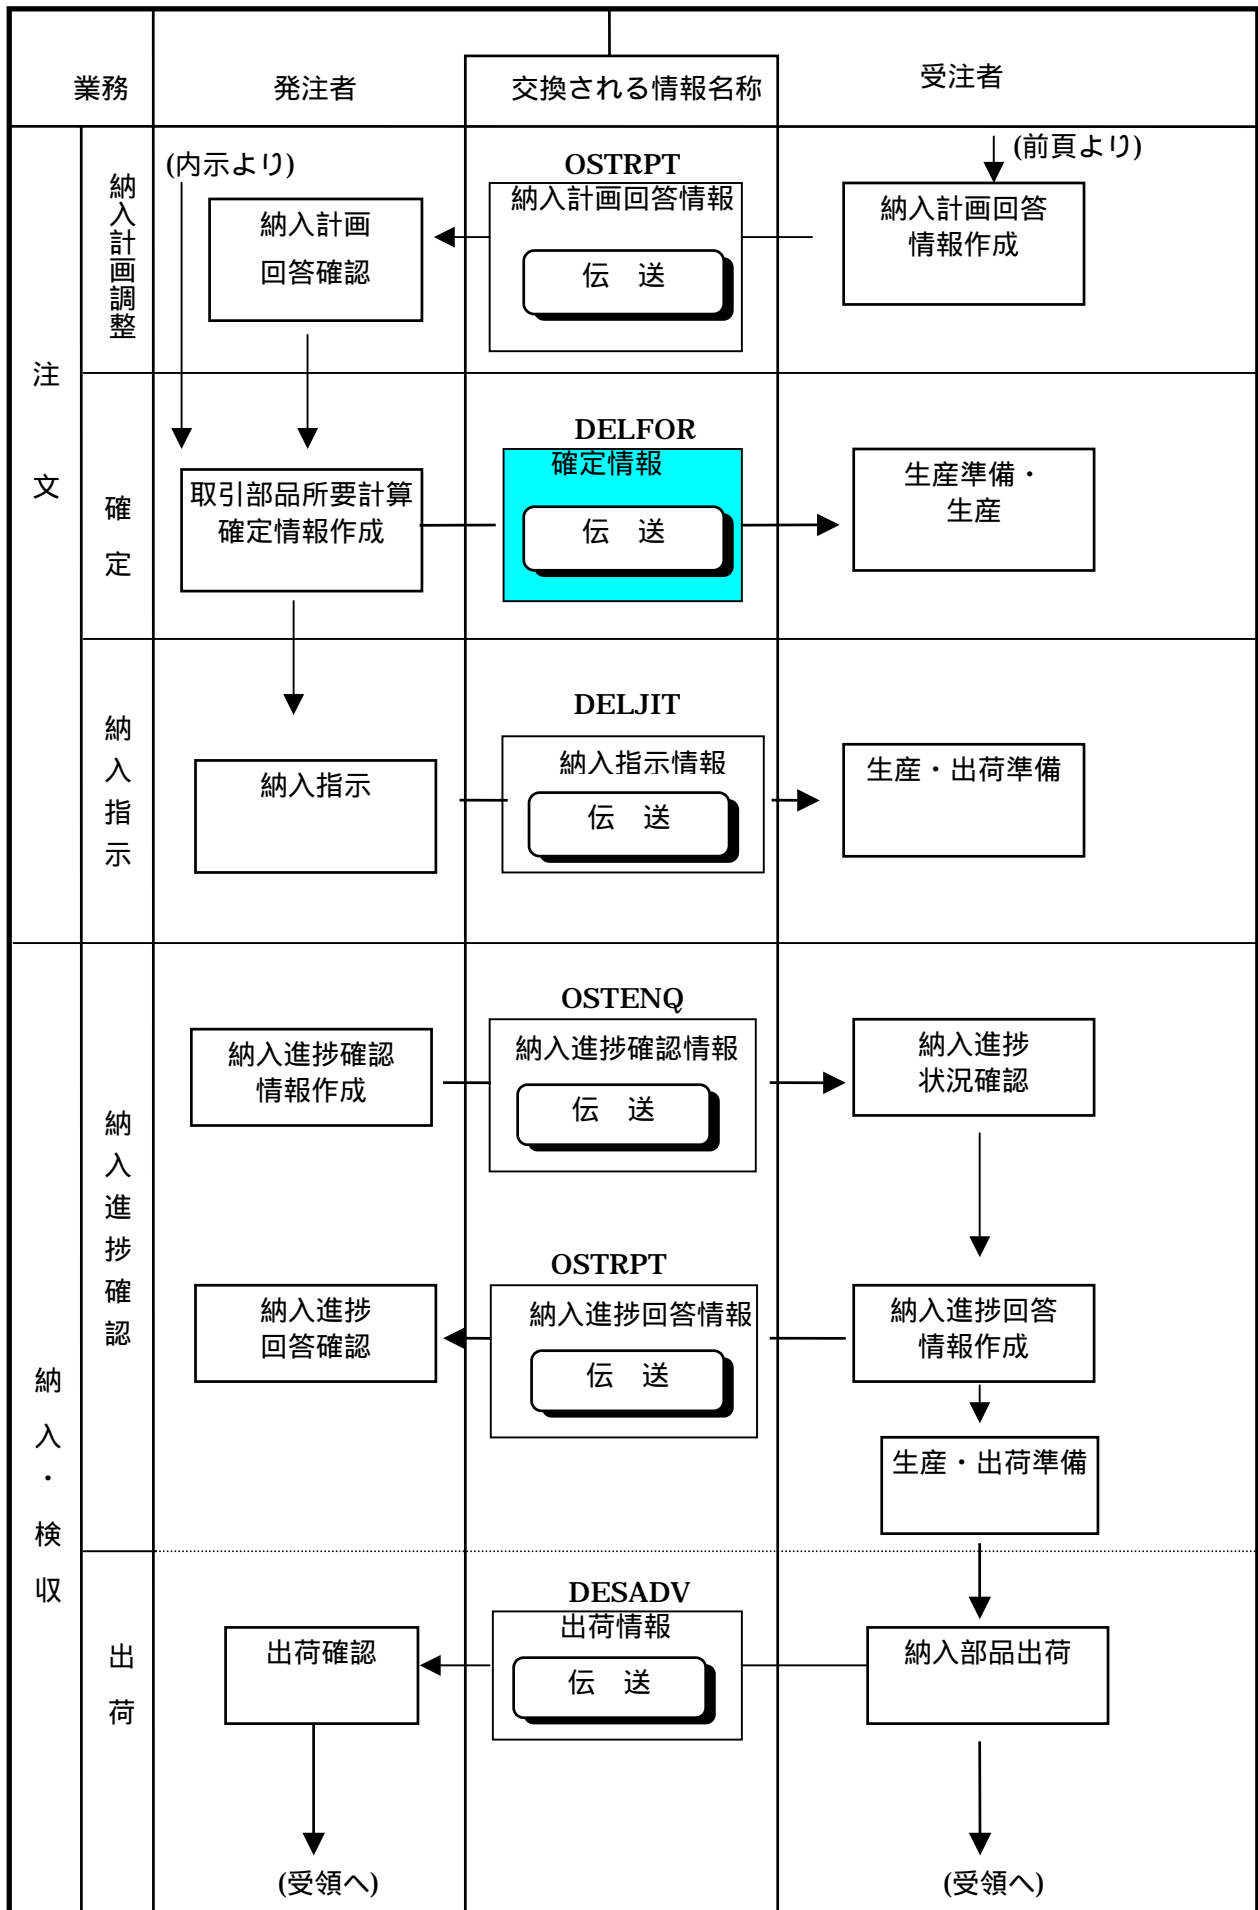 業務
発注者
交換される情報名称
受注者
注文
納入計画調整
(内示より)
納入計画
回答確認
OSTRPT
納入計画回答情報
伝　送
(前頁より)
納入計画回答
情報作成
確定
取引部品所要計算
確定情報作成
DELFOR
確定情報
伝　送
生産準備・
生産
納入指示
納入指示
DELJIT
納入指示情報
伝　送
生産・出荷準備
納入・検収
納入進捗確認
納入進捗確認
情報作成
OSTENQ
納入進捗確認情報
伝　送
納入進捗
状況確認
納入進捗
回答確認
OSTRPT
納入進捗回答情報
伝　送
納入進捗回答
情報作成
生産・出荷準備
出荷
出荷確認
DESADV
出荷情報
伝　送
納入部品出荷
(受領へ)
(受領へ)